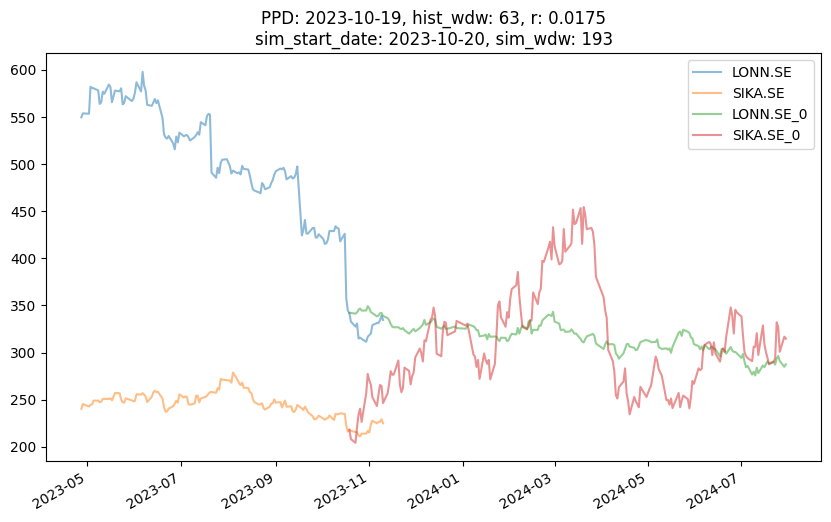 PPD: 2023-10-19, hist_wdw: 63, r: 0.0175
sim_start_date: 2023-10-20, sim_wdw: 193
LONN.SE
SIKA.SE
LONN.SE_0
SIKA.SE_0
600
550
500
450
400
350
300
250
200
2023-05
2023-07
2023-09
2023-11
2024-01
2024-03
2024-05
2024-07